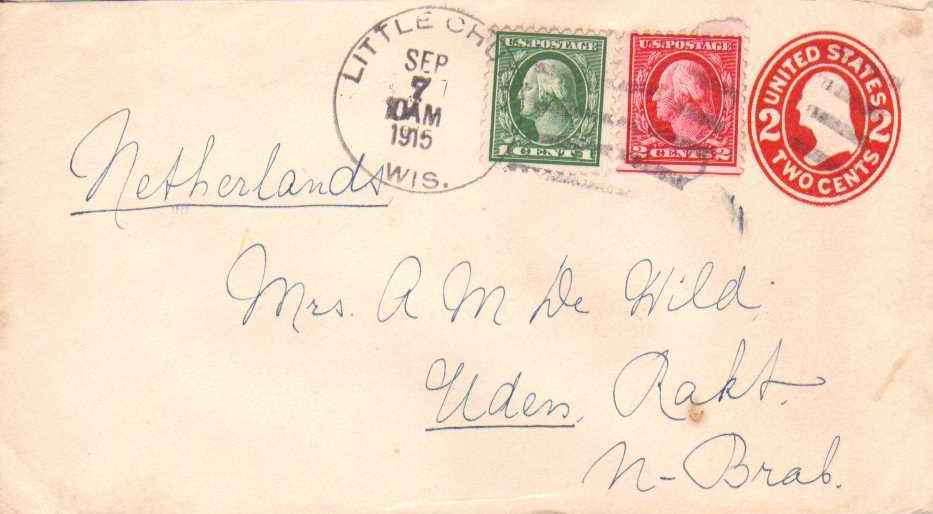 LITTLE CHU
SEP
7
10AM
1915
WIS.
U.S. POSTAGE
1 CENT 1
U.S. POSTAGE
2 CENTS 2
UNITED STATES
2 2
TWO CENTS
Netherlands
Mrs. A M De Wild
Uden, Rakt.
N-Brab.